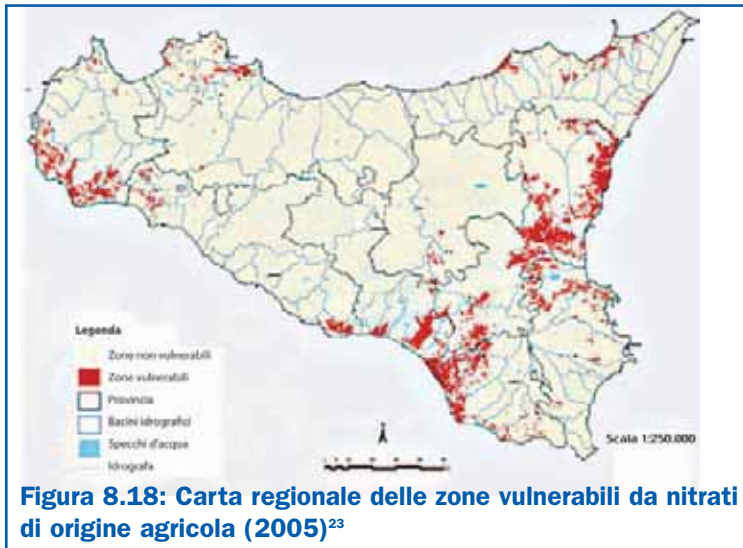 Legenda
Zone non vulnerabili
Zone vulnerabili
Provincia
Bacini idrografici
Specchi d'acqua
Idrografa
Scala 1:250.000
Figura 8.18: Carta regionale delle zone vulnerabili da nitrati
di origine agricola (2005)²³